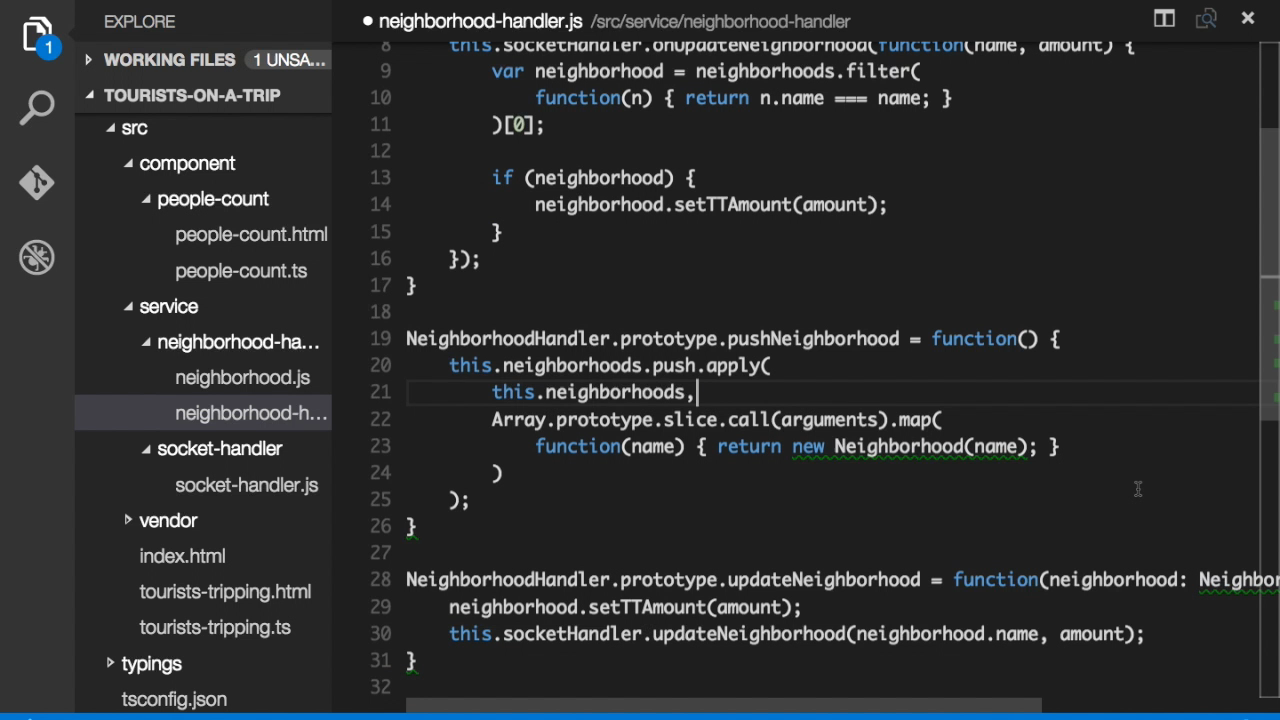 EXPLORE
WORKING FILES 1 UNSA...
TOURISTS-ON-A-TRIP
src
component
people-count
people-count.html
people-count.ts
service
neighborhood-ha...
neighborhood.js
neighborhood-h...
socket-handler
socket-handler.js
vendor
index.html
tourists-tripping.html
tourists-tripping.ts
typings
tsconfig.json
1
● neighborhood-handler.js /src/service/neighborhood-handler
8 this.socketHandler.onUpdateNeighborhood(function(name, amount) {
9 var neighborhood = neighborhoods.filter(
10 function(n) { return n.name === name; }
11 )[0];
12
13 if (neighborhood) {
14 neighborhood.setTTAmount(amount);
15 }
16 });
17 }
18
19 NeighborhoodHandler.prototype.pushNeighborhood = function() {
20 this.neighborhoods.push.apply(
21 this.neighborhoods,
22 Array.prototype.slice.call(arguments).map(
23 function(name) { return new Neighborhood(name); }
24 )
25 );
26 }
27
28 NeighborhoodHandler.prototype.updateNeighborhood = function(neighborhood: Neighbor
29 neighborhood.setTTAmount(amount);
30 this.socketHandler.updateNeighborhood(neighborhood.name, amount);
31 }
32